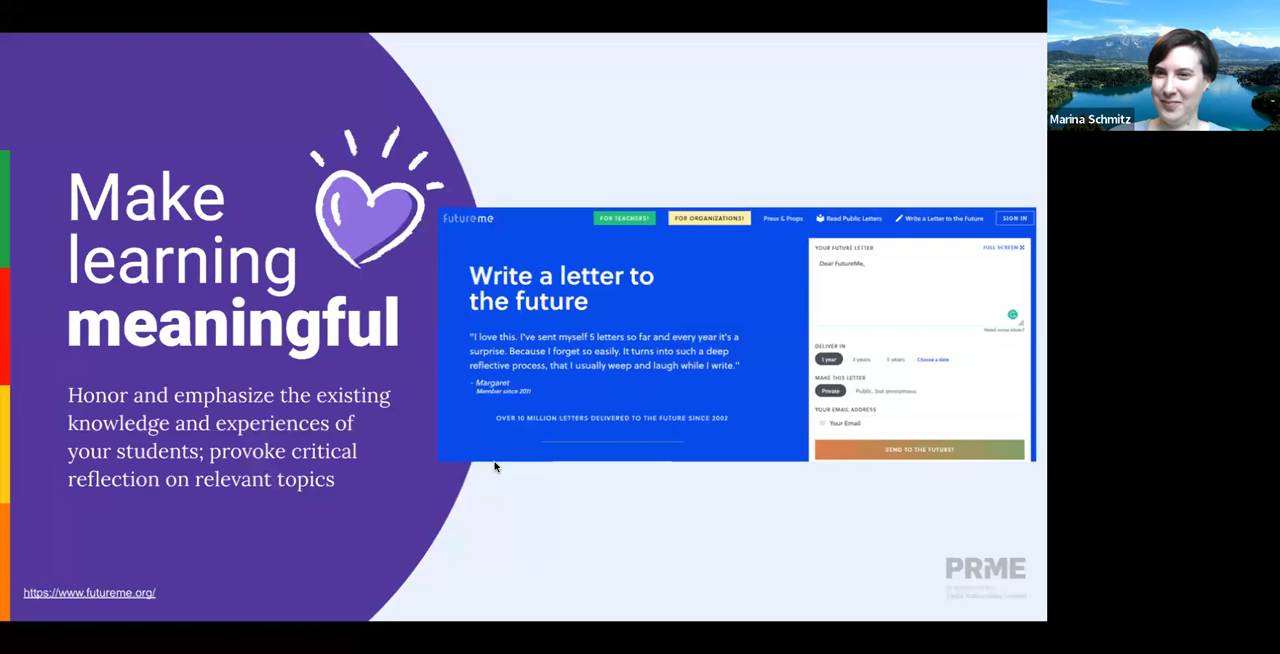 Make
learning
meaningful
Honor and emphasize the existing
knowledge and experiences of
your students; provoke critical
reflection on relevant topics
https://www.futureme.org/
futureme
FOR TEACHERS!
FOR ORGANIZATIONS!
Press & Props
Read Public Letters
Write a Letter to the Future
SIGN IN
Write a letter to
the future
"I love this. I've sent myself 5 letters so far and every year it's a
surprise. Because I forget so easily. It turns into such a deep
reflective process, that I usually weep and laugh while I write."
- Margaret
Member since 2011
OVER 10 MILLION LETTERS DELIVERED TO THE FUTURE SINCE 2002
YOUR FUTURE LETTER
FULL SCREEN
Dear FutureMe,
Need some ideas?
DELIVER IN
1 year
3 years
5 years
Choose a date
MAKE THIS LETTER
Private
Public, but anonymous
YOUR EMAIL ADDRESS
Your Email
SEND TO THE FUTURE!
PRME
Marina Schmitz